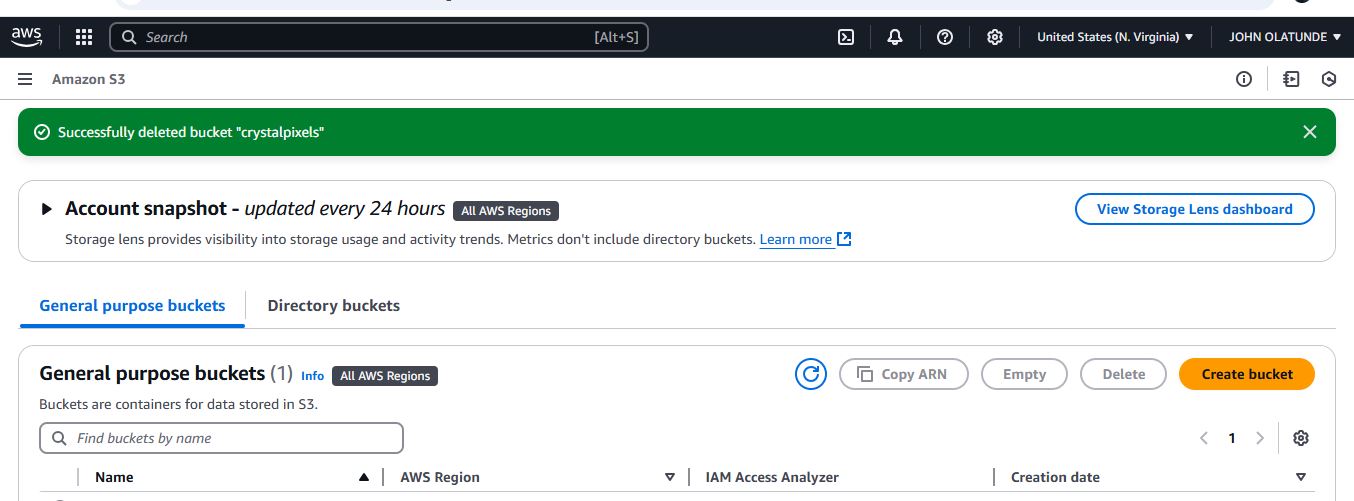 aws
Search [Alt+S]
United States (N. Virginia)
JOHN OLATUNDE
Amazon S3
Successfully deleted bucket "crystalpixels"
Account snapshot - updated every 24 hours All AWS Regions
View Storage Lens dashboard
Storage lens provides visibility into storage usage and activity trends. Metrics don't include directory buckets. Learn more
General purpose buckets
Directory buckets
General purpose buckets (1) Info All AWS Regions
Copy ARN
Empty
Delete
Create bucket
Buckets are containers for data stored in S3.
Find buckets by name
1
Name
AWS Region
IAM Access Analyzer
Creation date